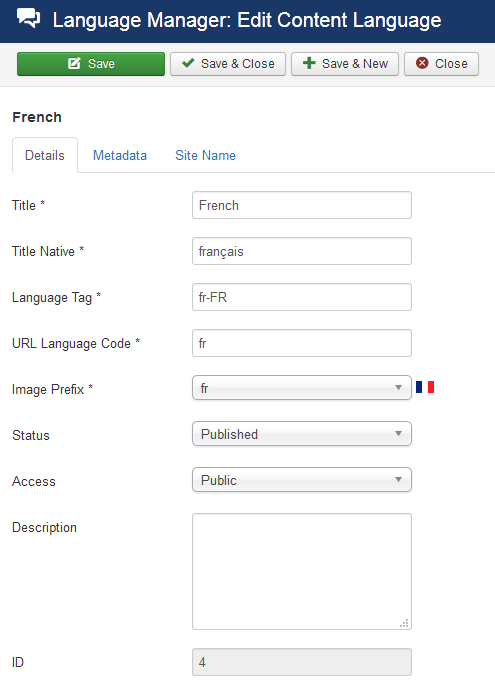 Language Manager: Edit Content Language
Save Save & Close Save & New Close
French
Details Metadata Site Name
Title * French
Title Native * français
Language Tag * fr-FR
URL Language Code * fr
Image Prefix * fr
Status Published
Access Public
Description
ID 4